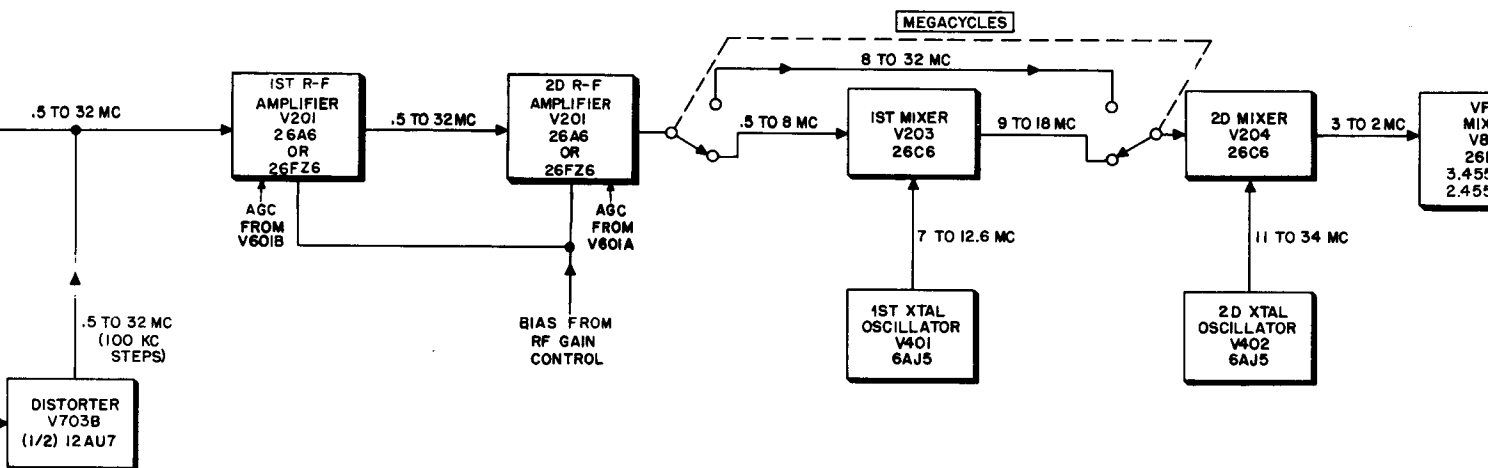 MEGACYCLES
8 TO 32 MC
.5 TO 32 MC
1ST R-F
AMPLIFIER
V201
26A6
OR
26FZ6
.5 TO 32 MC
2D R-F
AMPLIFIER
V201
26A6
OR
26FZ6
.5 TO 8 MC
1ST MIXER
V203
26C6
9 TO 18 MC
2D MIXER
V204
26C6
3 TO 2 MC
3.455
2.455
AGC
FROM
V601B
AGC
FROM
V601A
7 TO 12.6 MC
11 TO 34 MC
.5 TO 32 MC
(100 KC
STEPS)
BIAS FROM
RF GAIN
CONTROL
1ST XTAL
OSCILLATOR
V401
6AJ5
2D XTAL
OSCILLATOR
V402
6AJ5
DISTORTER
V703B
(1/2) 12AU7